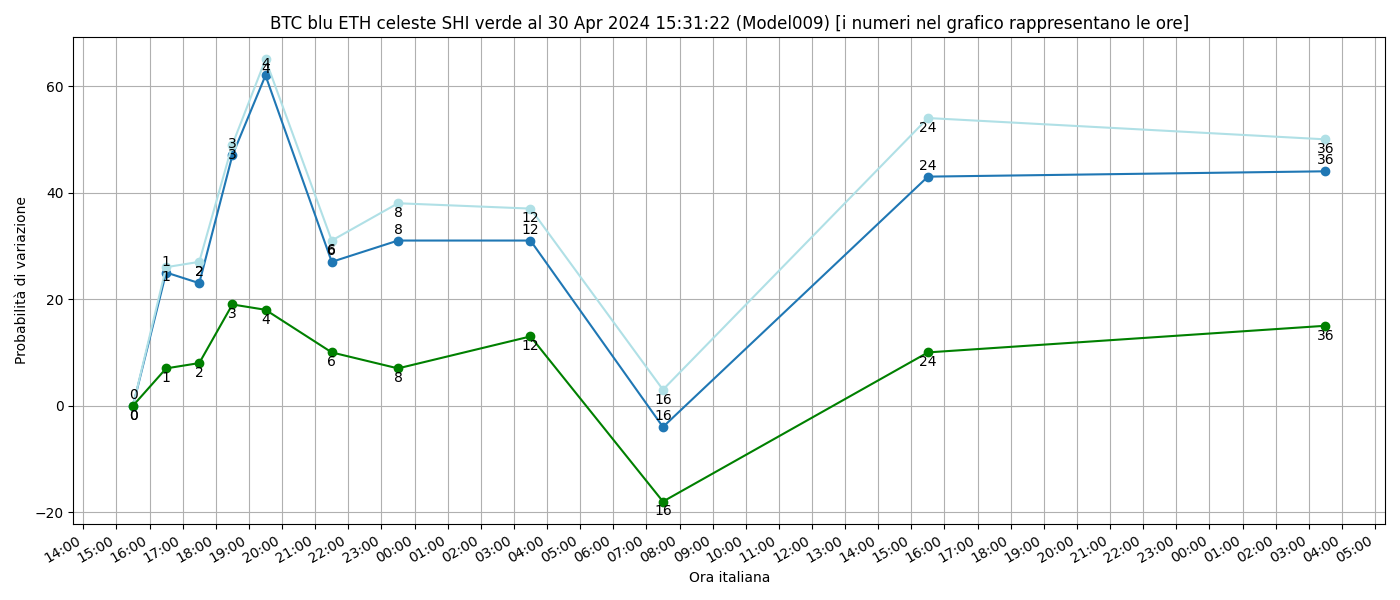 BTC blu ETH celeste SHI verde al 30 Apr 2024 15:31:22 (Model009) [i numeri nel grafico rappresentano le ore]
Probabilità di variazione
60
40
20
0
−20
0 1 2 3 4 6 8 12 16 24 36
0 1 2 3 4 6 8 12 16 24 36
0 1 2 3 4 6 8 12 16 24 36
14:00 15:00 16:00 17:00 18:00 19:00 20:00 21:00 22:00 23:00 00:00 01:00 02:00 03:00 04:00 05:00 06:00 07:00 08:00 09:00 10:00 11:00 12:00 13:00 14:00 15:00 16:00 17:00 18:00 19:00 20:00 21:00 22:00 23:00 00:00 01:00 02:00 03:00 04:00 05:00
Ora italiana